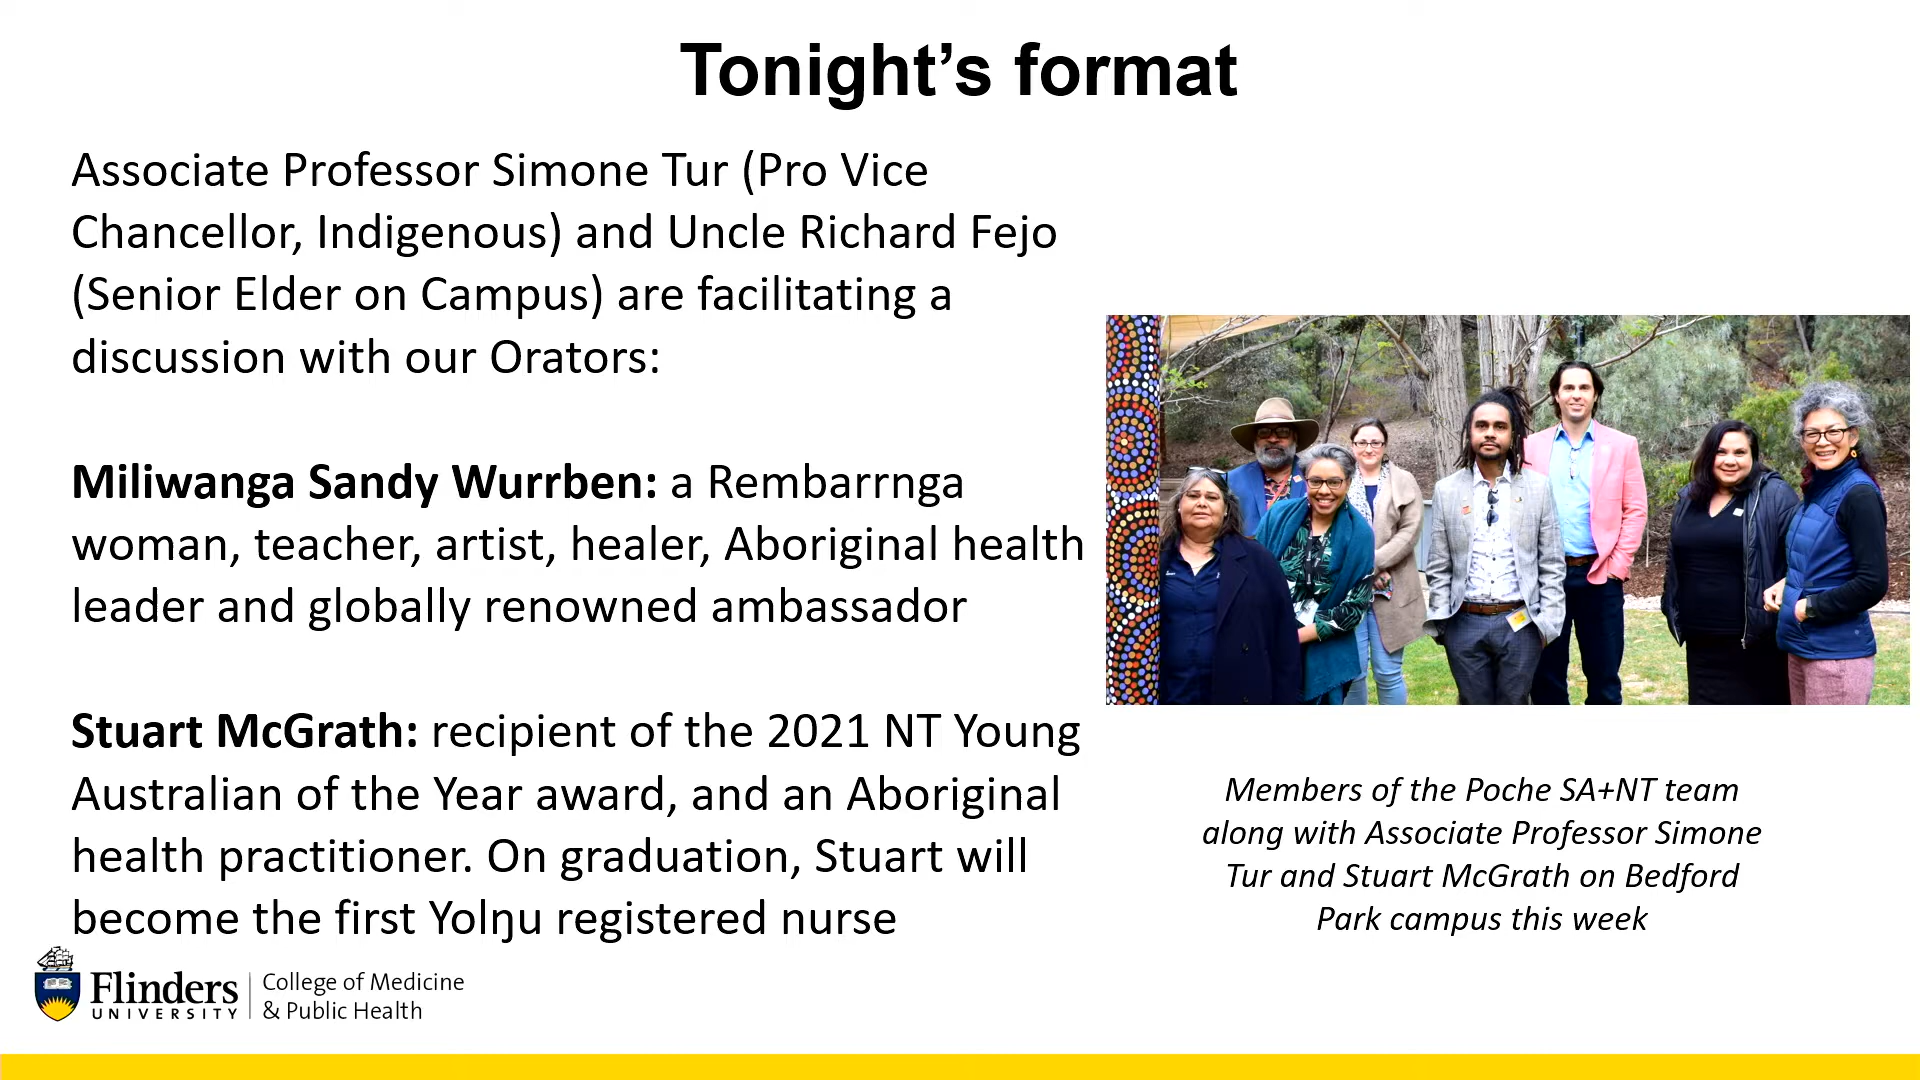 Tonight’s format
Associate Professor Simone Tur (Pro Vice
Chancellor, Indigenous) and Uncle Richard Fejo
(Senior Elder on Campus) are facilitating a
discussion with our Orators:
Miliwanga Sandy Wurrben: a Rembarrnga
woman, teacher, artist, healer, Aboriginal health
leader and globally renowned ambassador
Stuart McGrath: recipient of the 2021 NT Young
Australian of the Year award, and an Aboriginal
health practitioner. On graduation, Stuart will
become the first Yolŋu registered nurse
Members of the Poche SA+NT team
along with Associate Professor Simone
Tur and Stuart McGrath on Bedford
Park campus this week
Flinders
UNIVERSITY
College of Medicine
& Public Health